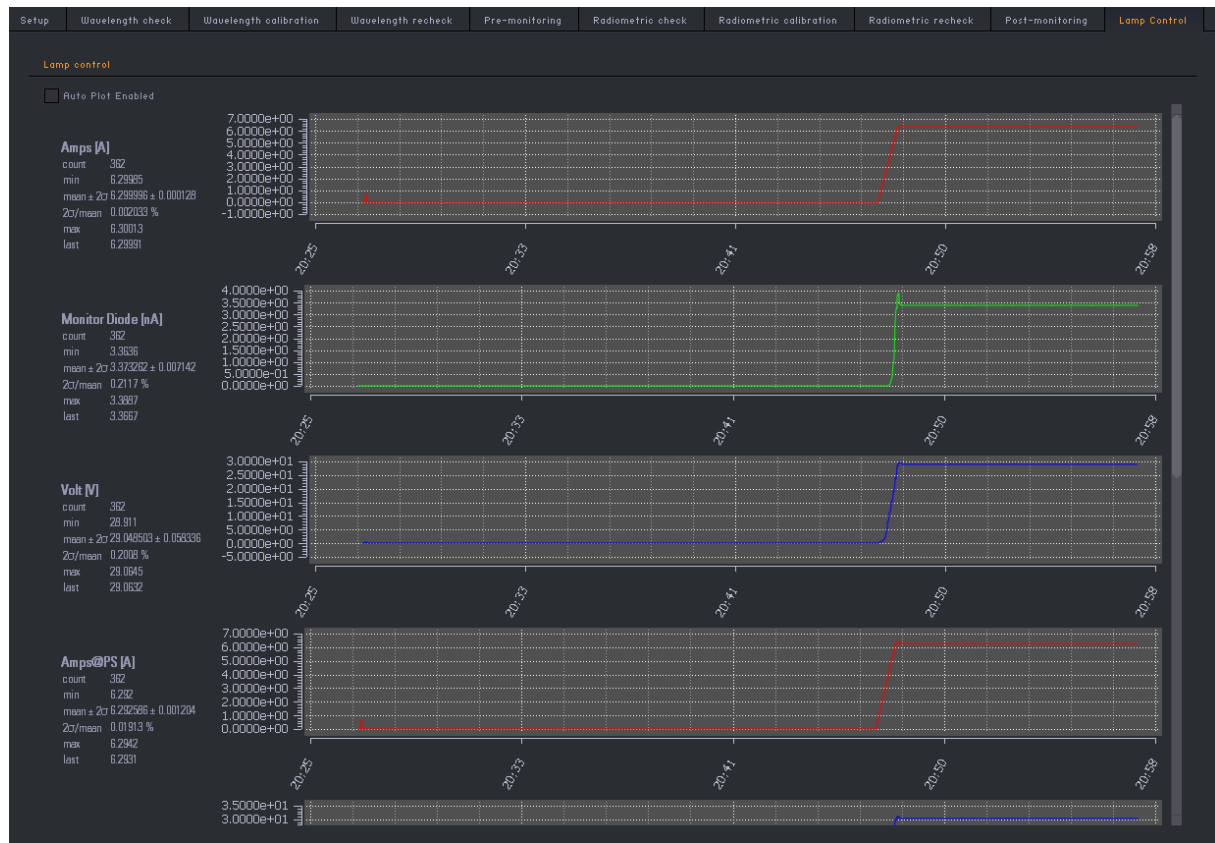 Setup Wavelength check Wavelength calibration Wavelength recheck Pre-monitoring Radiometric check Radiometric calibration Radiometric recheck Post-monitoring Lamp Control
Lamp control
Auto Plot Enabled
Amps [A]
count 362
min 6.29985
mean ± 2σ 6.299996 ± 0.000128
2σ/mean 0.002033 %
max 6.30013
last 6.29991
7.0000e+00
6.0000e+00
5.0000e+00
4.0000e+00
3.0000e+00
2.0000e+00
1.0000e+00
0.0000e+00
-1.0000e+00
20:25 20:33 20:41 20:50 20:58
Monitor Diode [nA]
count 362
min 3.3636
mean ± 2σ 3.373262 ± 0.007142
2σ/mean 0.2117 %
max 3.3887
last 3.3667
4.0000e+00
3.5000e+00
3.0000e+00
2.5000e+00
2.0000e+00
1.5000e+00
1.0000e+00
5.0000e-01
0.0000e+00
20:25 20:33 20:41 20:50 20:58
Volt [V]
count 362
min 28.911
mean ± 2σ 29.048503 ± 0.058336
2σ/mean 0.2008 %
max 29.0645
last 29.0632
3.0000e+01
2.5000e+01
2.0000e+01
1.5000e+01
1.0000e+01
5.0000e+00
0.0000e+00
-5.0000e+00
20:25 20:33 20:41 20:50 20:58
Amps@PS [A]
count 362
min 6.292
mean ± 2σ 6.292586 ± 0.001204
2σ/mean 0.01913 %
max 6.2942
last 6.2931
7.0000e+00
6.0000e+00
5.0000e+00
4.0000e+00
3.0000e+00
2.0000e+00
1.0000e+00
0.0000e+00
20:25 20:33 20:41 20:50 20:58
3.5000e+01
3.0000e+01